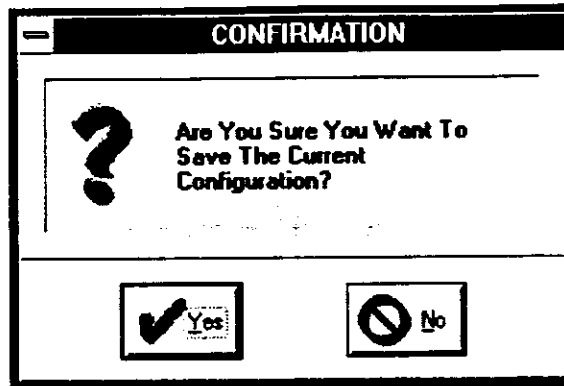 CONFIRMATION
Are You Sure You Want To
Save The Current
Configuration?
Yes
No